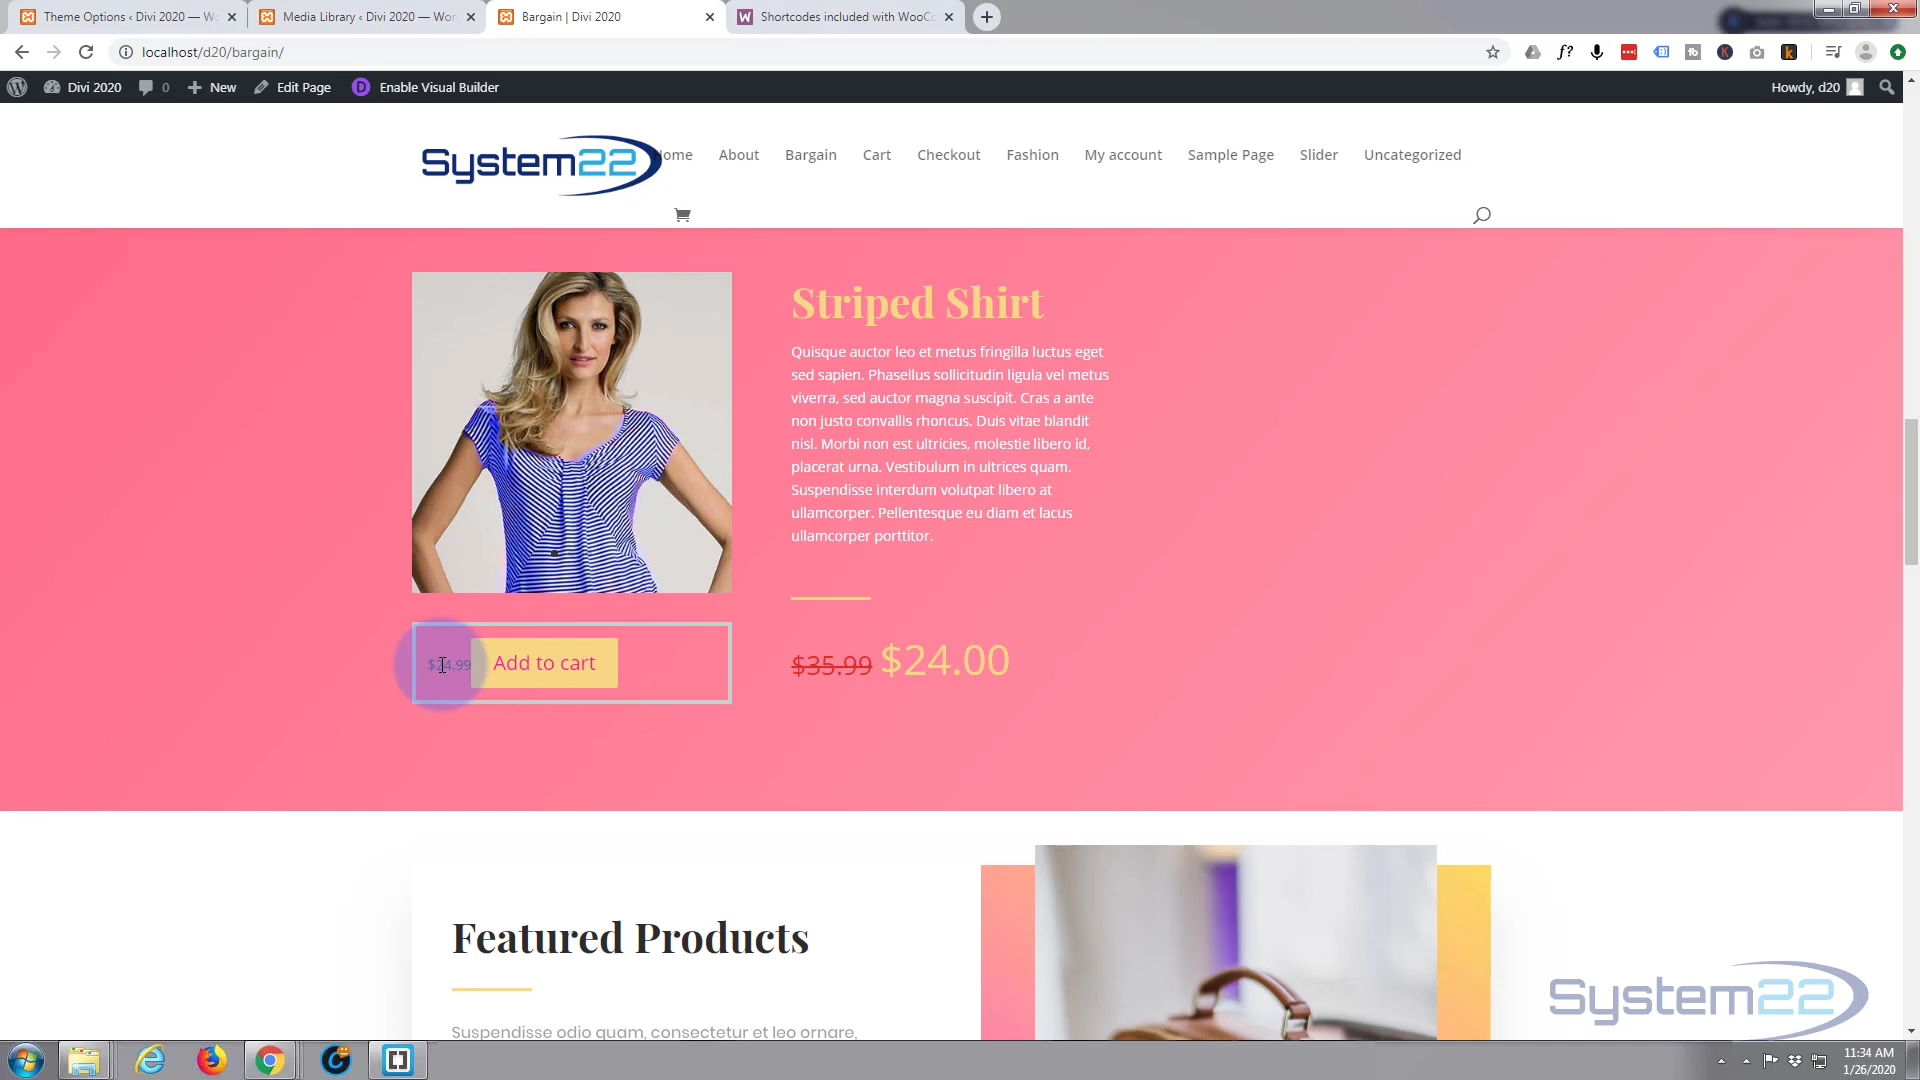 Theme Options ‹ Divi 2020 — Wo
Media Library ‹ Divi 2020 — Wor
Bargain | Divi 2020
Shortcodes included with WooCo
localhost/d20/bargain/
Divi 2020
0
New
Edit Page
Enable Visual Builder
Howdy, d20
System22
Home
About
Bargain
Cart
Checkout
Fashion
My account
Sample Page
Slider
Uncategorized
Striped Shirt
Quisque auctor leo et metus fringilla luctus eget
sed sapien. Phasellus sollicitudin ligula vel metus
viverra, sed auctor magna suscipit. Cras a ante
non justo convallis rhoncus. Duis vitae blandit
nisl. Morbi non est ultricies, molestie libero id,
placerat urna. Vestibulum in ultrices quam.
Suspendisse interdum volutpat libero at
ullamcorper. Pellentesque eu diam et lacus
ullamcorper porttitor.
$24.99 Add to cart
$35.99 $24.00
Featured Products
Suspendisse odio quam, consectetur et leo ornare,
System22
11:34 AM
1/26/2020